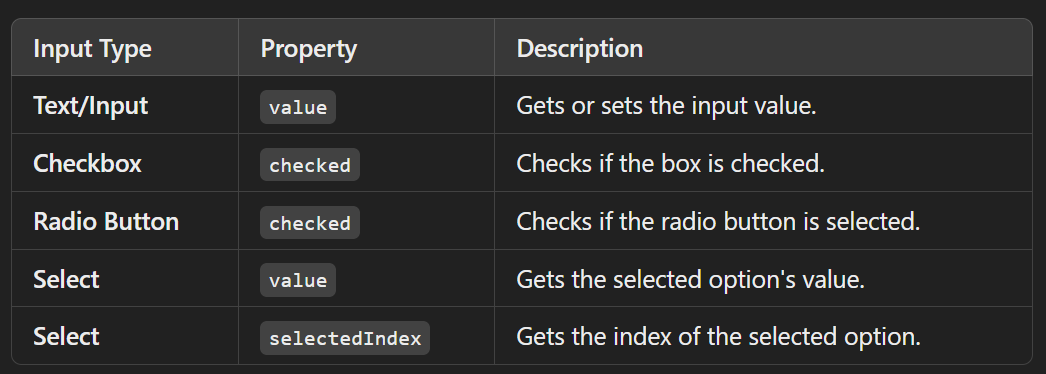 Input Type Property Description
Text/Input value Gets or sets the input value.
Checkbox checked Checks if the box is checked.
Radio Button checked Checks if the radio button is selected.
Select value Gets the selected option's value.
Select selectedIndex Gets the index of the selected option.